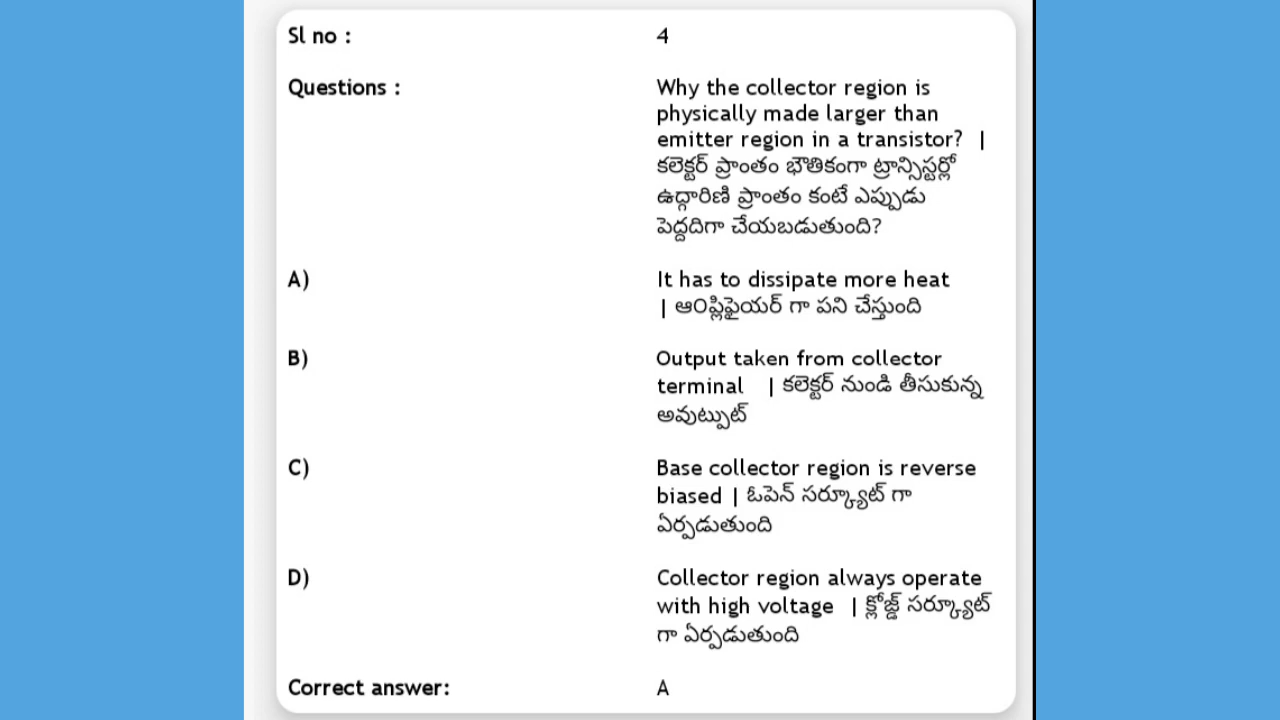 Sl no : 4
Questions : Why the collector region is
physically made larger than
emitter region in a transistor? |
కలెక్టర్ ప్రాంతం భౌతికంగా ట్రాన్సిస్టర్లో
ఉద్గారిణి ప్రాంతం కంటే ఎప్పుడు
పెద్దదిగా చేయబడుతుంది?
A) It has to dissipate more heat
| ఆంప్లిఫైయర్ గా పని చేస్తుంది
B) Output taken from collector
terminal | కలెక్టర్ నుండి తీసుకున్న
అవుట్పుట్
C) Base collector region is reverse
biased | ఓపెన్ సర్క్యూట్ గా
ఏర్పడుతుంది
D) Collector region always operate
with high voltage | క్లోజ్డ్ సర్క్యూట్
గా ఏర్పడుతుంది
Correct answer: A